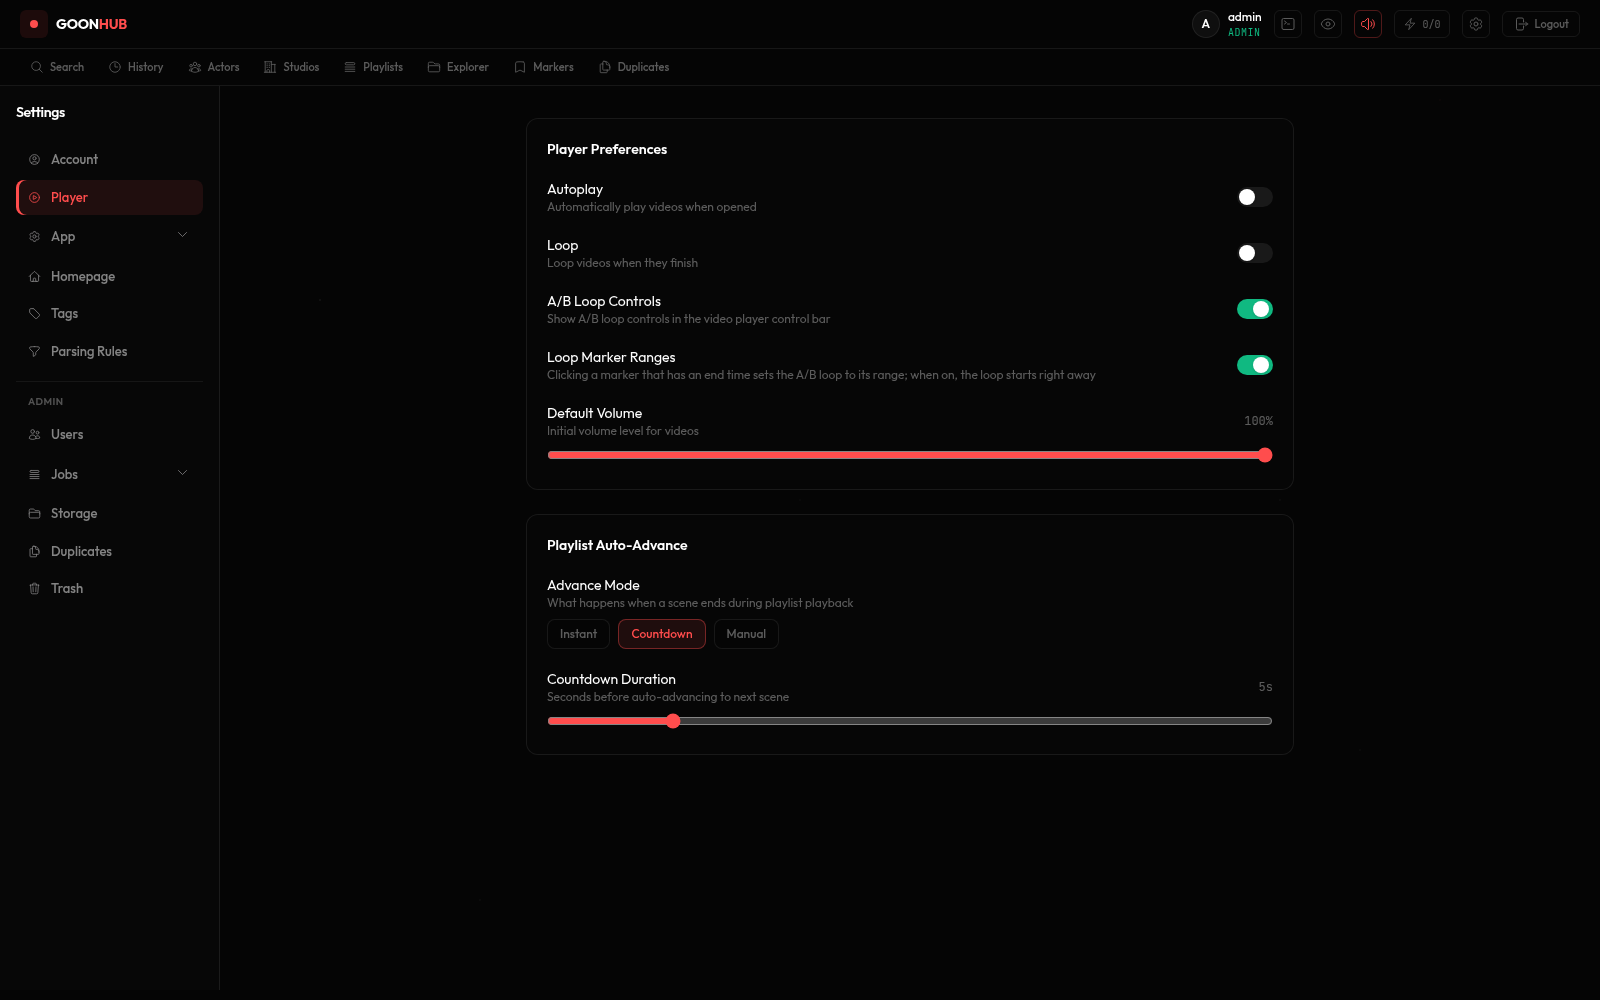 GOONHUB
A
admin
ADMIN
0/0
Logout
Search
History
Actors
Studios
Playlists
Explorer
Markers
Duplicates
Settings
Account
Player
App
Homepage
Tags
Parsing Rules
ADMIN
Users
Jobs
Storage
Duplicates
Trash
Player Preferences
Autoplay
Automatically play videos when opened
Loop
Loop videos when they finish
A/B Loop Controls
Show A/B loop controls in the video player control bar
Loop Marker Ranges
Clicking a marker that has an end time sets the A/B loop to its range; when on, the loop starts right away
Default Volume
Initial volume level for videos
100%
Playlist Auto-Advance
Advance Mode
What happens when a scene ends during playlist playback
Instant
Countdown
Manual
Countdown Duration
Seconds before auto-advancing to next scene
5s